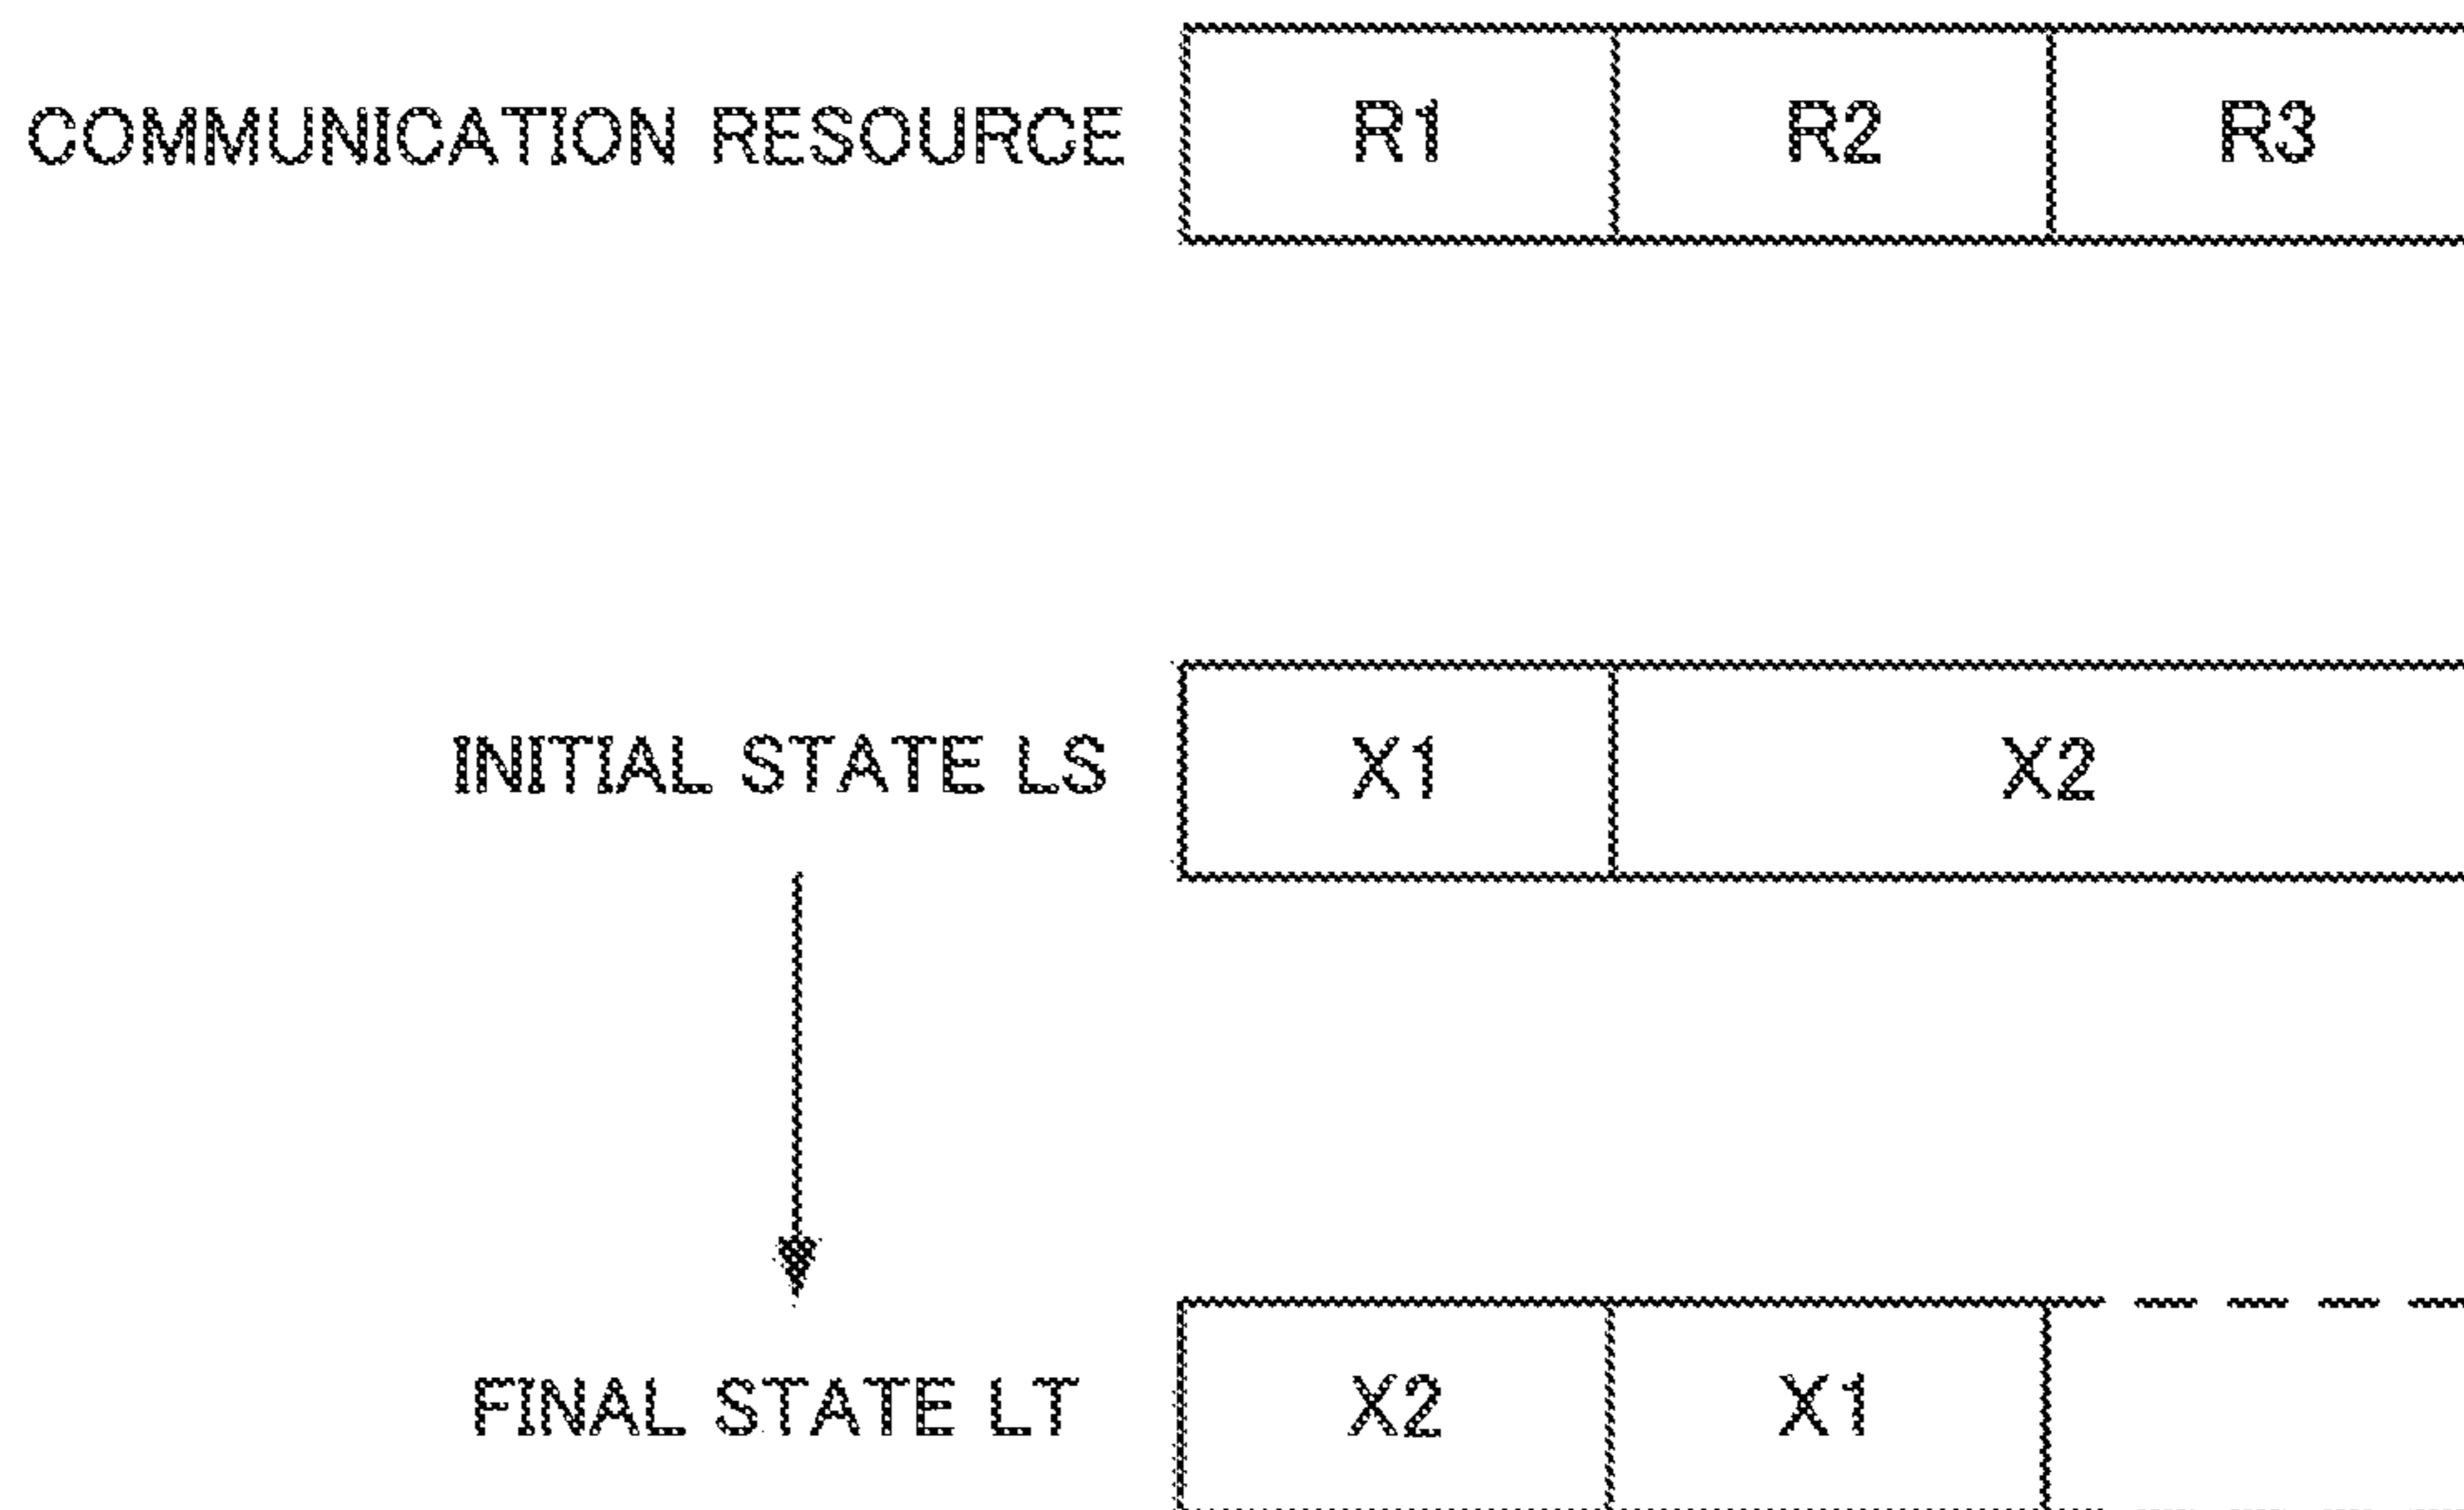 COMMUNICATION RESOURCE R1 R2 R3
INITIAL STATE LS X1 X2
FINAL STATE LT X2 X1